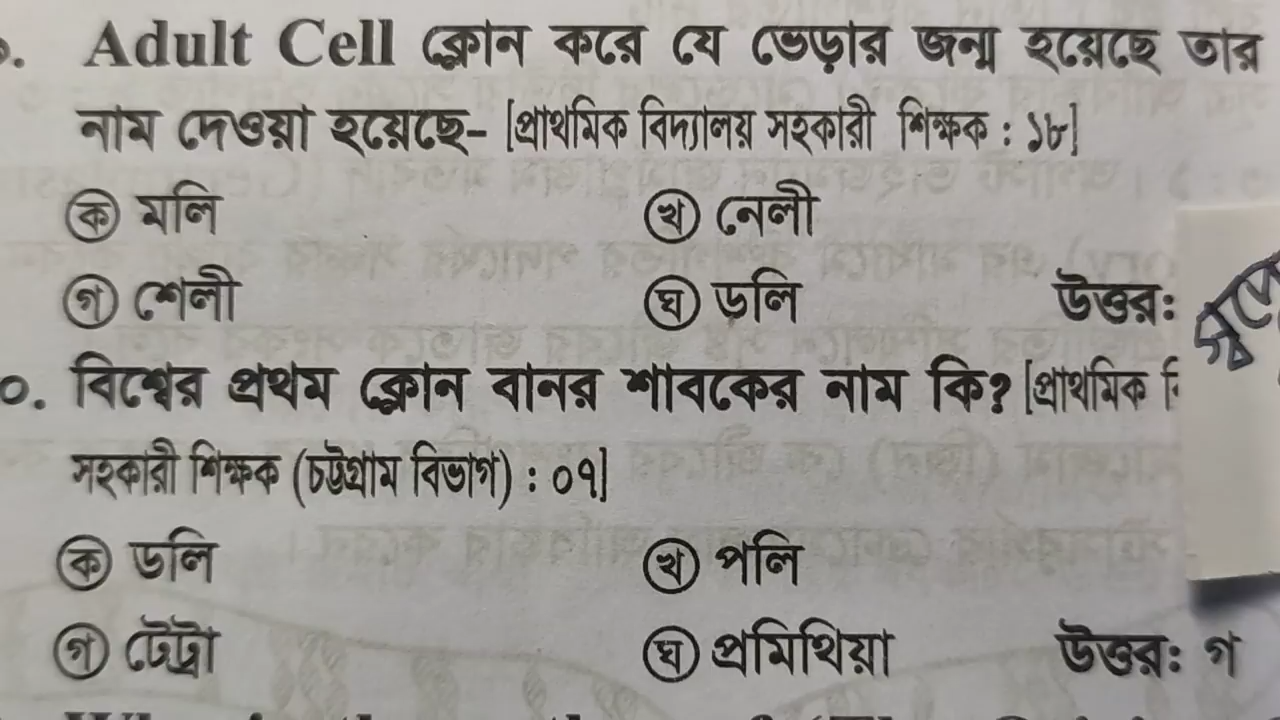 . Adult Cell ক্লোন করে যে ভেড়ার জন্ম হয়েছে তার
নাম দেওয়া হয়েছে- [প্রাথমিক বিদ্যালয় সহকারী শিক্ষক : ১৮]
ক মলি খ নেলী
গ শেলী ঘ ডলি উত্তর:
০. বিশ্বের প্রথম ক্লোন বানর শাবকের নাম কি? [প্রাথমিক
সহকারী শিক্ষক (চট্টগ্রাম বিভাগ) : ০৭]
ক ডলি খ পলি
গ টেট্রা ঘ প্রমিথিয়া উত্তর: গ